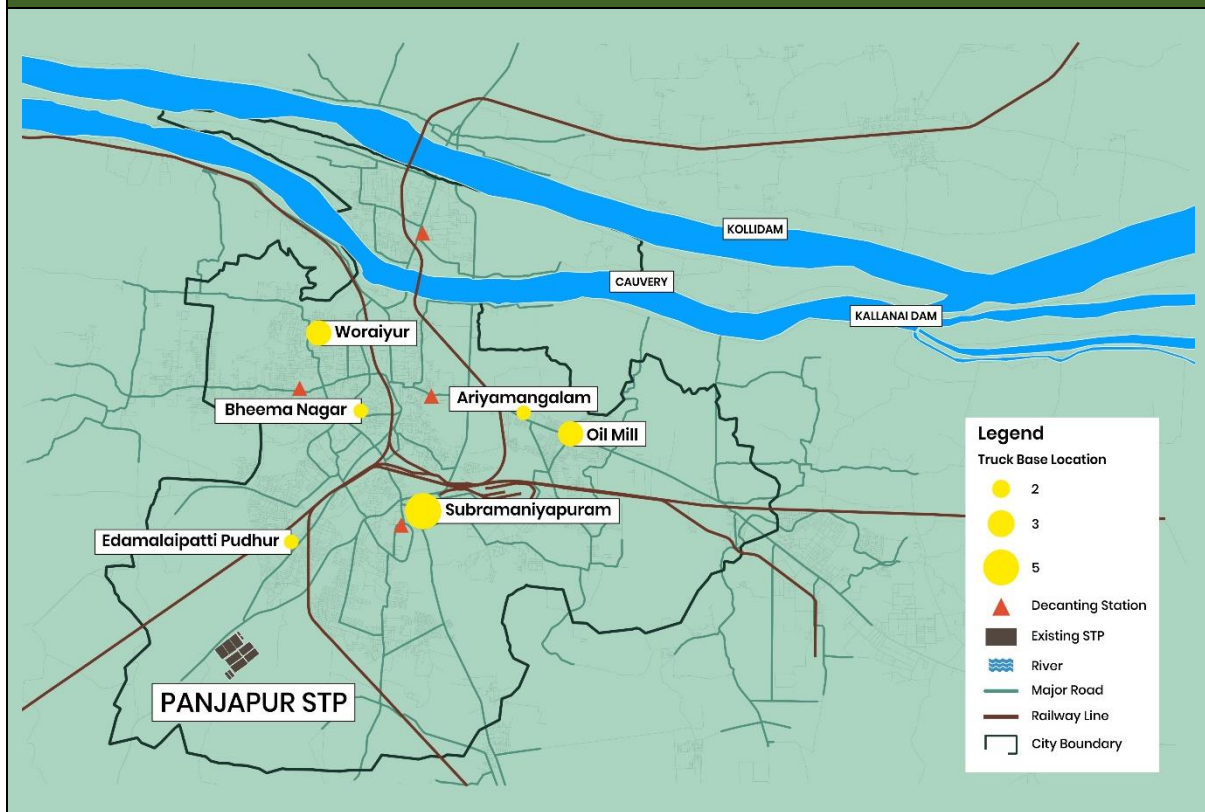 KOLLIDAM
CAUVERY
KALLANAI DAM
Woraiyur
Bheema Nagar
Ariyamangalam
Oil Mill
Subramaniyapuram
Edamalaipatti Pudhur
PANJAPUR STP
Legend
Truck Base Location
2
3
5
Decanting Station
Existing STP
River
Major Road
Railway Line
City Boundary